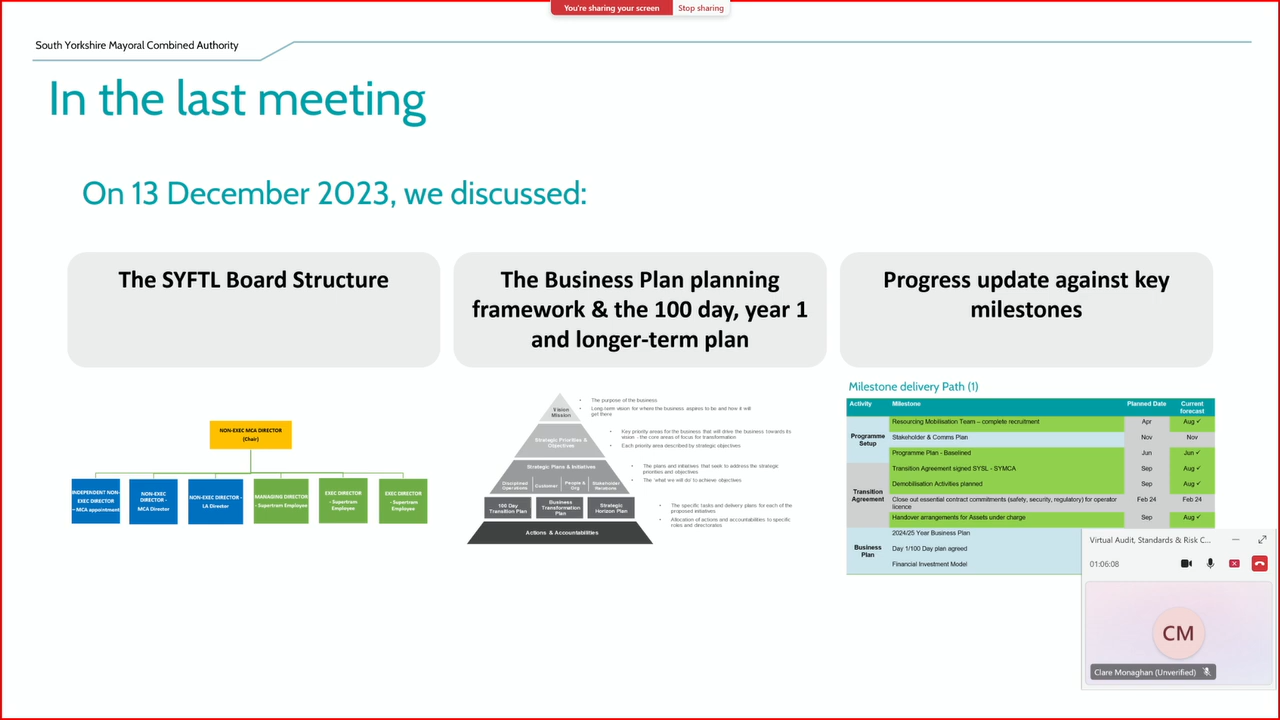 You're sharing your screen
Stop sharing
South Yorkshire Mayoral Combined Authority
In the last meeting
On 13 December 2023, we discussed:
The SYFTL Board Structure
The Business Plan planning
framework & the 100 day, year 1
and longer-term plan
Progress update against key
milestones
NON-EXEC MCA DIRECTOR
(Chair)
INDEPENDENT NON-
EXEC DIRECTOR
– MCA appointment
NON-EXEC
DIRECTOR -
MCA Director
NON-EXEC DIRECTOR -
LA Director
MANAGING DIRECTOR
- Supertram Employee
EXEC DIRECTOR
- Supertram
Employee
EXEC DIRECTOR
- Supertram
Employee
Vision
Mission
• The purpose of the business
• Long-term vision for where the business aspires to be and how it will
get there
Strategic Priorities &
Objectives
• Key priority areas for the business that will drive the business towards its
vision - the core areas of focus for transformation
• Each priority area described by strategic objectives
Strategic Plans & Initiatives
Disciplined
Operations
Customer
People &
Org
Stakeholder
Relations
• The plans and initiatives that seek to address the strategic
priorities and objectives
• The 'what we will do' to achieve objectives
100 Day
Transition Plan
Business
Transformation
Plan
Strategic
Horizon Plan
Actions & Accountabilities
• The specific tasks and delivery plans for each of the
proposed initiatives
• Allocation of actions and accountabilities to specific
roles and directorates
Milestone delivery Path (1)
Activity Milestone Planned Date Current
forecast
Programme
Setup
Resourcing Mobilisation Team – complete recruitment Apr Aug ✓
Stakeholder & Comms Plan Nov Nov
Programme Plan - Baselined Jun Jun ✓
Transition
Agreement
Transition Agreement signed SYSL - SYMCA Sep Aug ✓
Demobilisation Activities planned Sep Aug ✓
Close out essential contract commitments (safety, security, regulatory) for operator
licence Feb 24 Feb 24
Handover arrangements for Assets under charge Sep Aug ✓
Business
Plan
2024/25 Year Business Plan
Day 1/100 Day plan agreed
Financial Investment Model
Virtual Audit, Standards & Risk C...
01:06:08
CM
Clare Monaghan (Unverified)